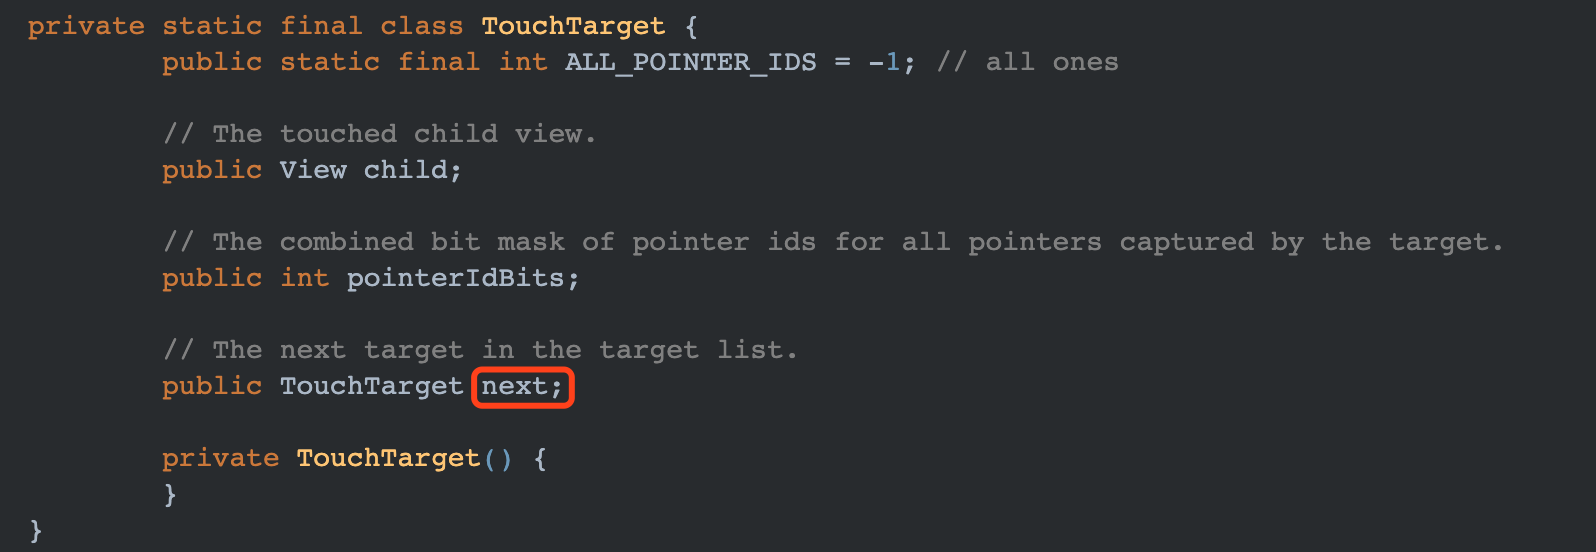 private static final class TouchTarget {
public static final int ALL_POINTER_IDS = -1; // all ones
// The touched child view.
public View child;
// The combined bit mask of pointer ids for all pointers captured by the target.
public int pointerIdBits;
// The next target in the target list.
public TouchTarget next;
private TouchTarget() {
}
}